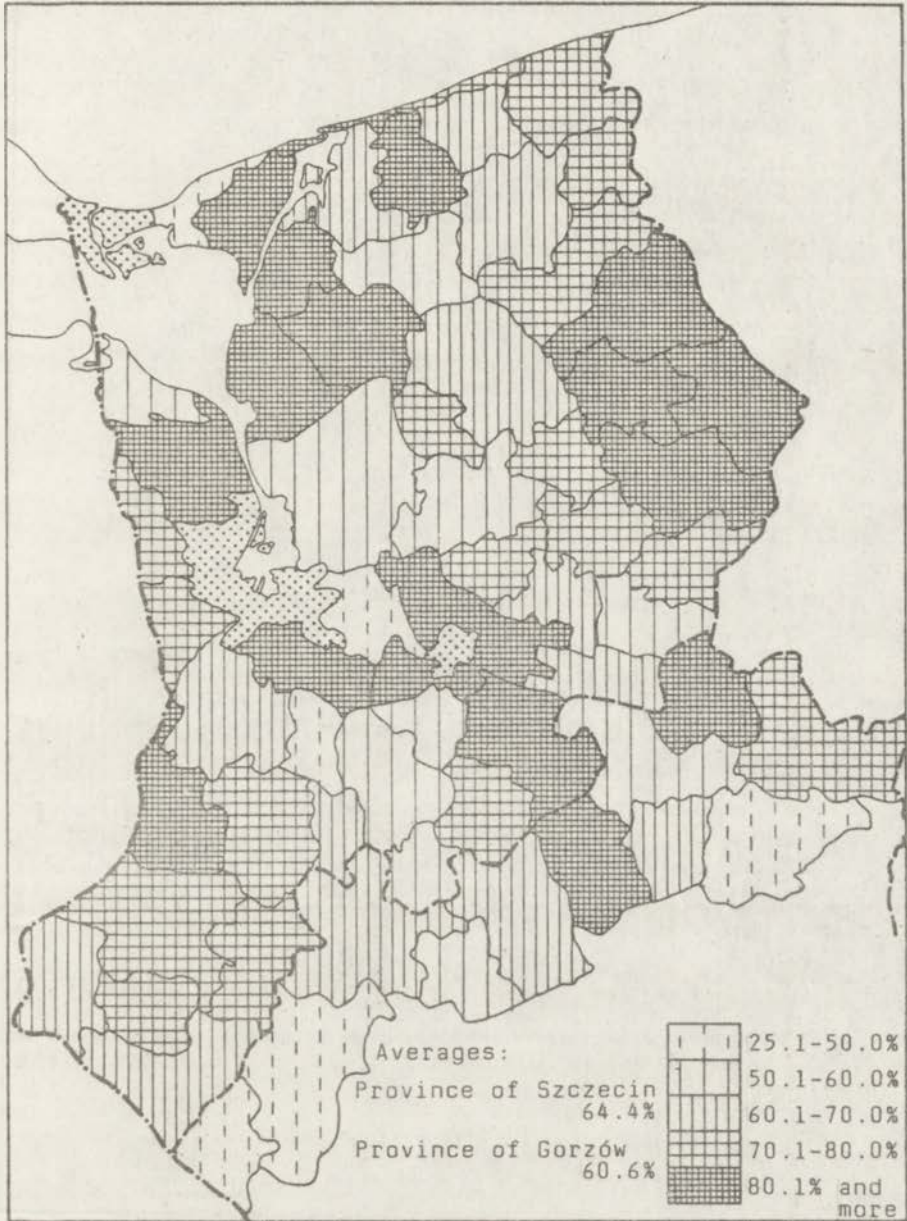 Averages:
Province of Szczecin
64.4%
Province of Gorzów
60.6%
25.1-50.0%
50.1-60.0%
60.1-70.0%
70.1-80.0%
80.1% and
more